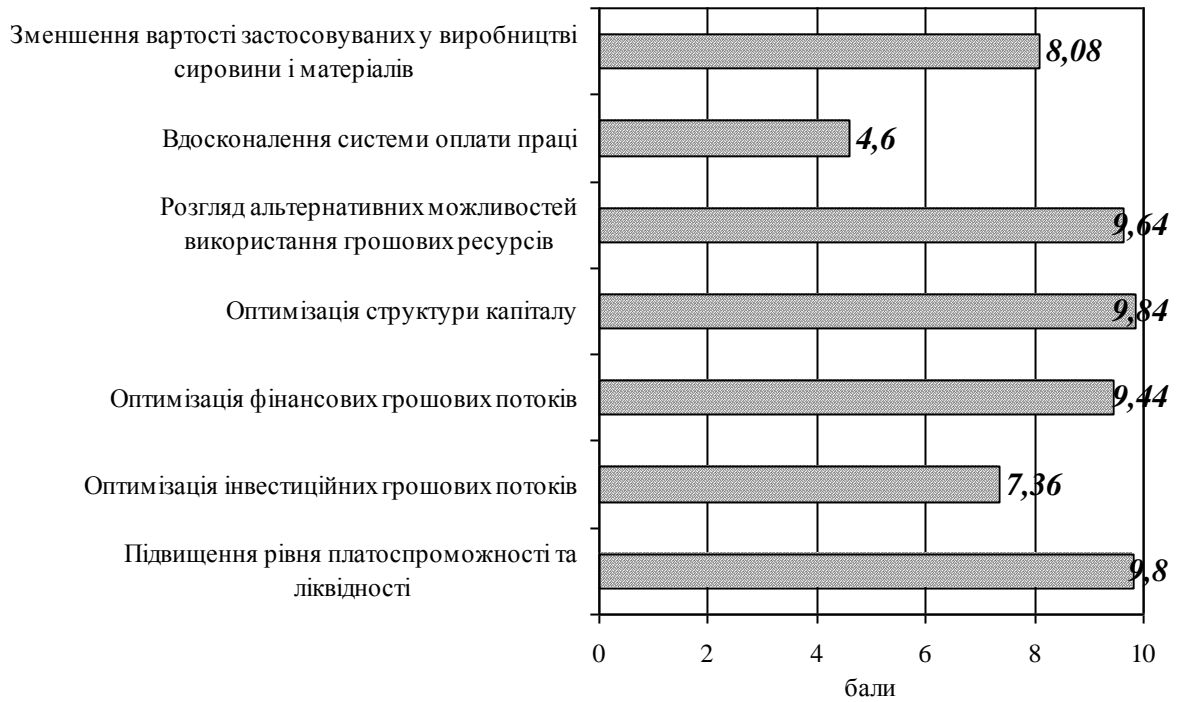 Зменшення вартості застосовуваних у виробництві
сировини і матеріалів
8,08
Вдосконалення системи оплати праці
4,6
Розгляд альтернативних можливостей
використання грошових ресурсів
9,64
Оптимізація структури капіталу
9,84
Оптимізація фінансових грошових потоків
9,44
Оптимізація інвестиційних грошових потоків
7,36
Підвищення рівня платоспроможності та
ліквідності
9,8
0 2 4 6 8 10
бали